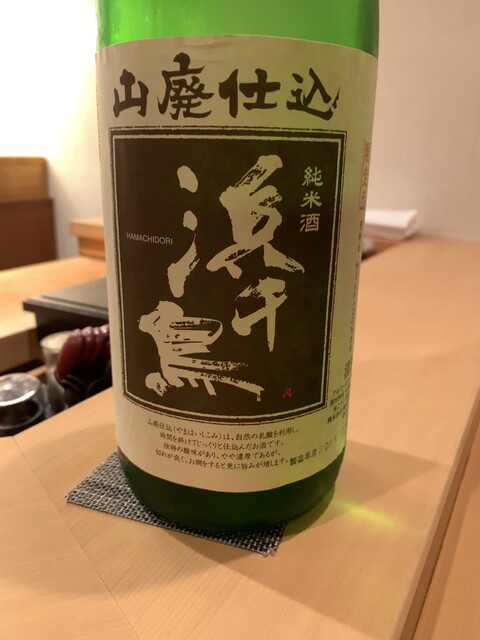 山廃仕込
純米酒
浜千鳥
HAMACHIDORI
山廃仕込(やまはいしこみ)は、自然の乳酸を利用し、
時間を掛けてじっくりと仕込んだお酒です。
独特の酸味があり、やや濃厚であるが、
切れが良く、お燗をすると更に旨みが増します。
製造年月